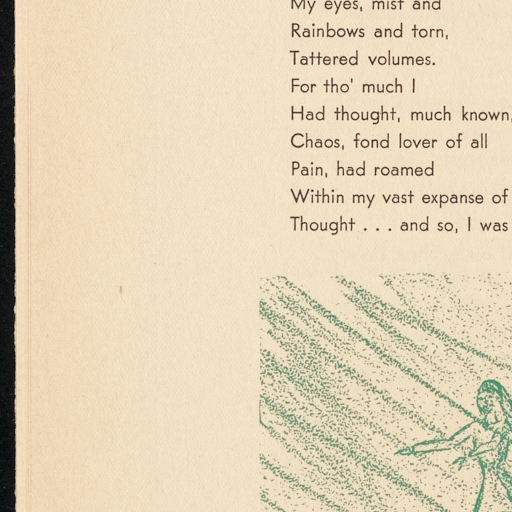 My eyes, mist and
Rainbows and torn,
Tattered volumes.
For tho' much I
Had thought, much known,
Chaos, fond lover of all
Pain, had roamed
Within my vast expanse of
Thought . . . and so, I was